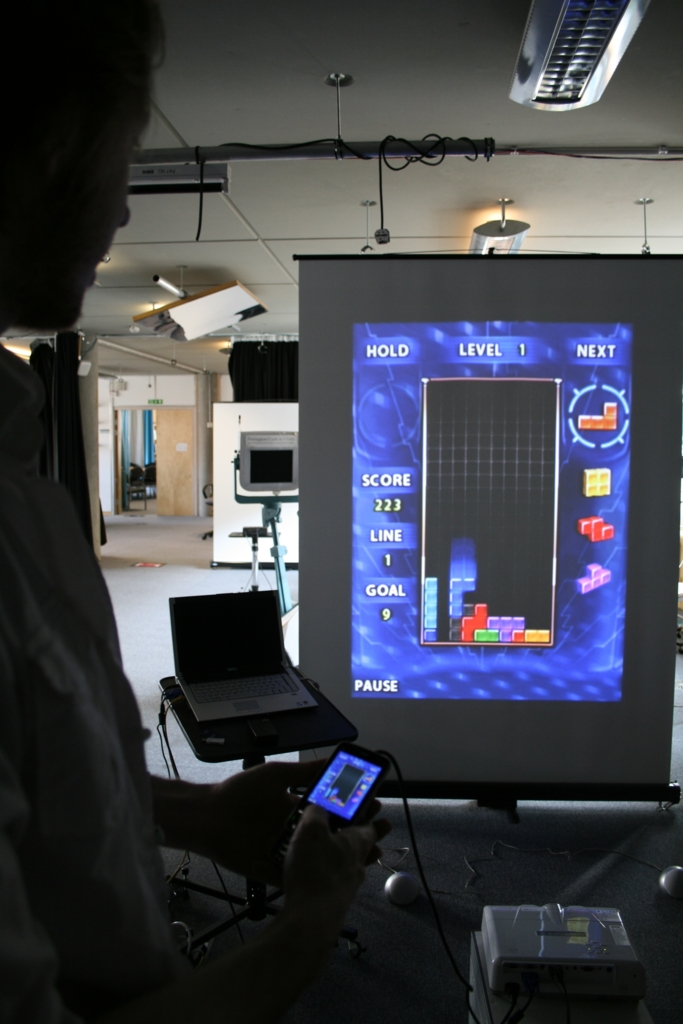 HOLD
LEVEL 1
NEXT
SCORE
223
LINE
1
GOAL
9
PAUSE